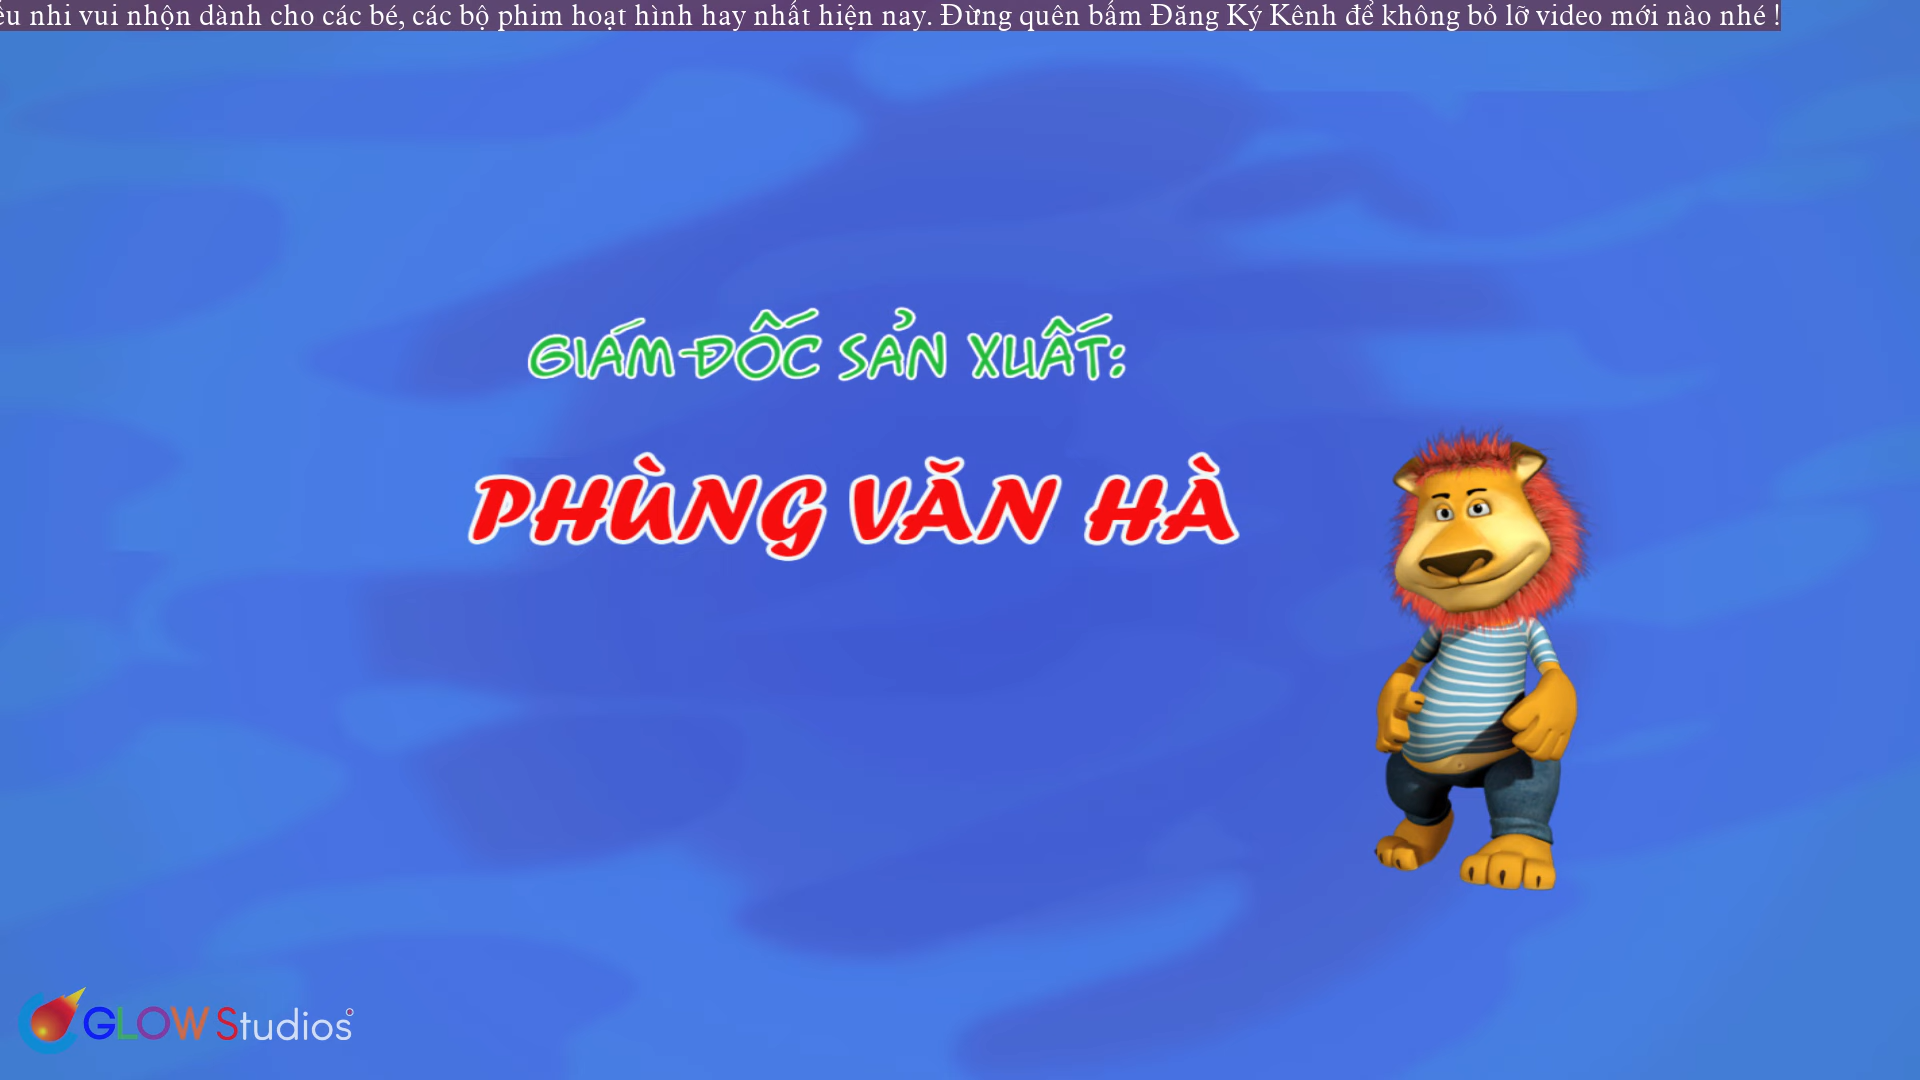 nhi vui nhộn dành cho các bé, các bộ phim hoạt hình hay nhất hiện nay. Đừng quên bấm Đăng Ký Kênh để không bỏ lỡ video mới nào nhé !
GIÁM ĐỐC SẢN XUẤT:
PHÙNG VĂN HÀ
GLOW Studios